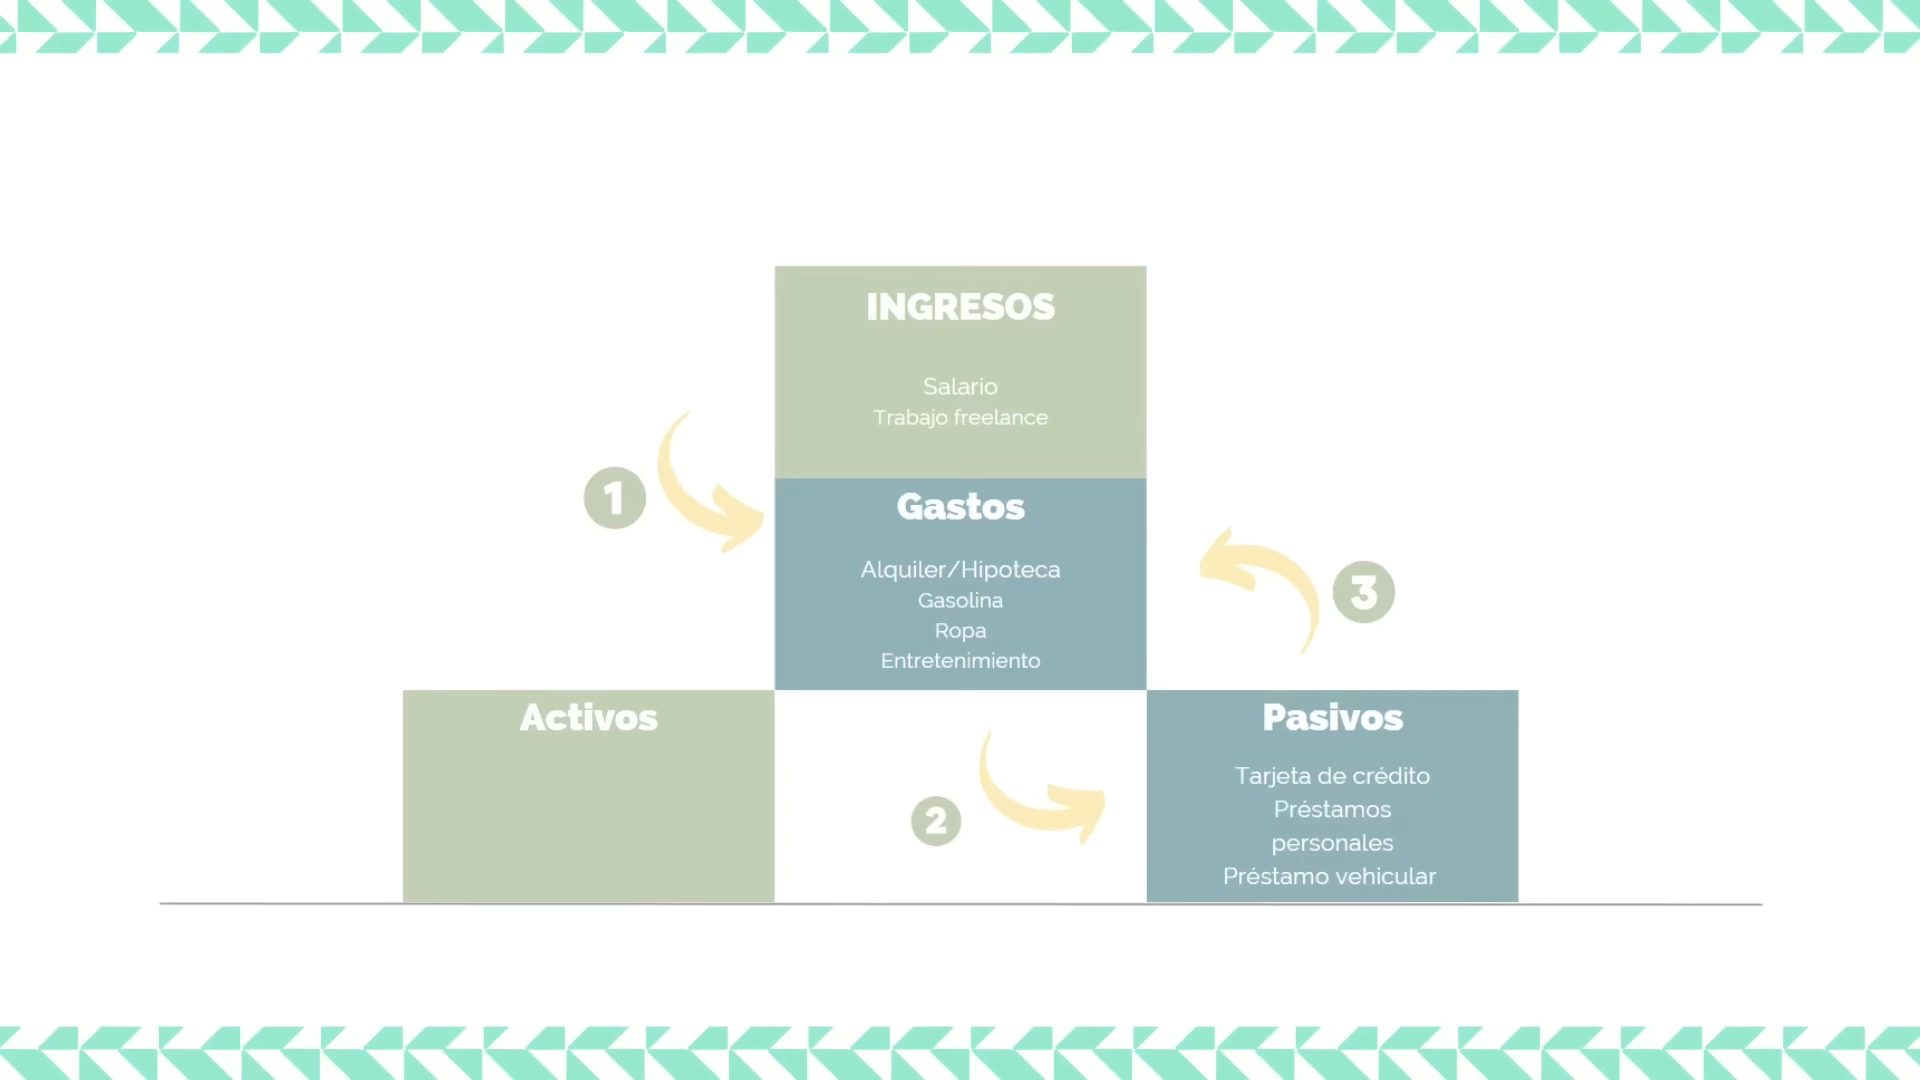 INGRESOS
Salario
Trabajo freelance
1
Gastos
Alquiler/Hipoteca
Gasolina
Ropa
Entretenimiento
3
Activos
2
Pasivos
Tarjeta de crédito
Préstamos
personales
Préstamo vehicular